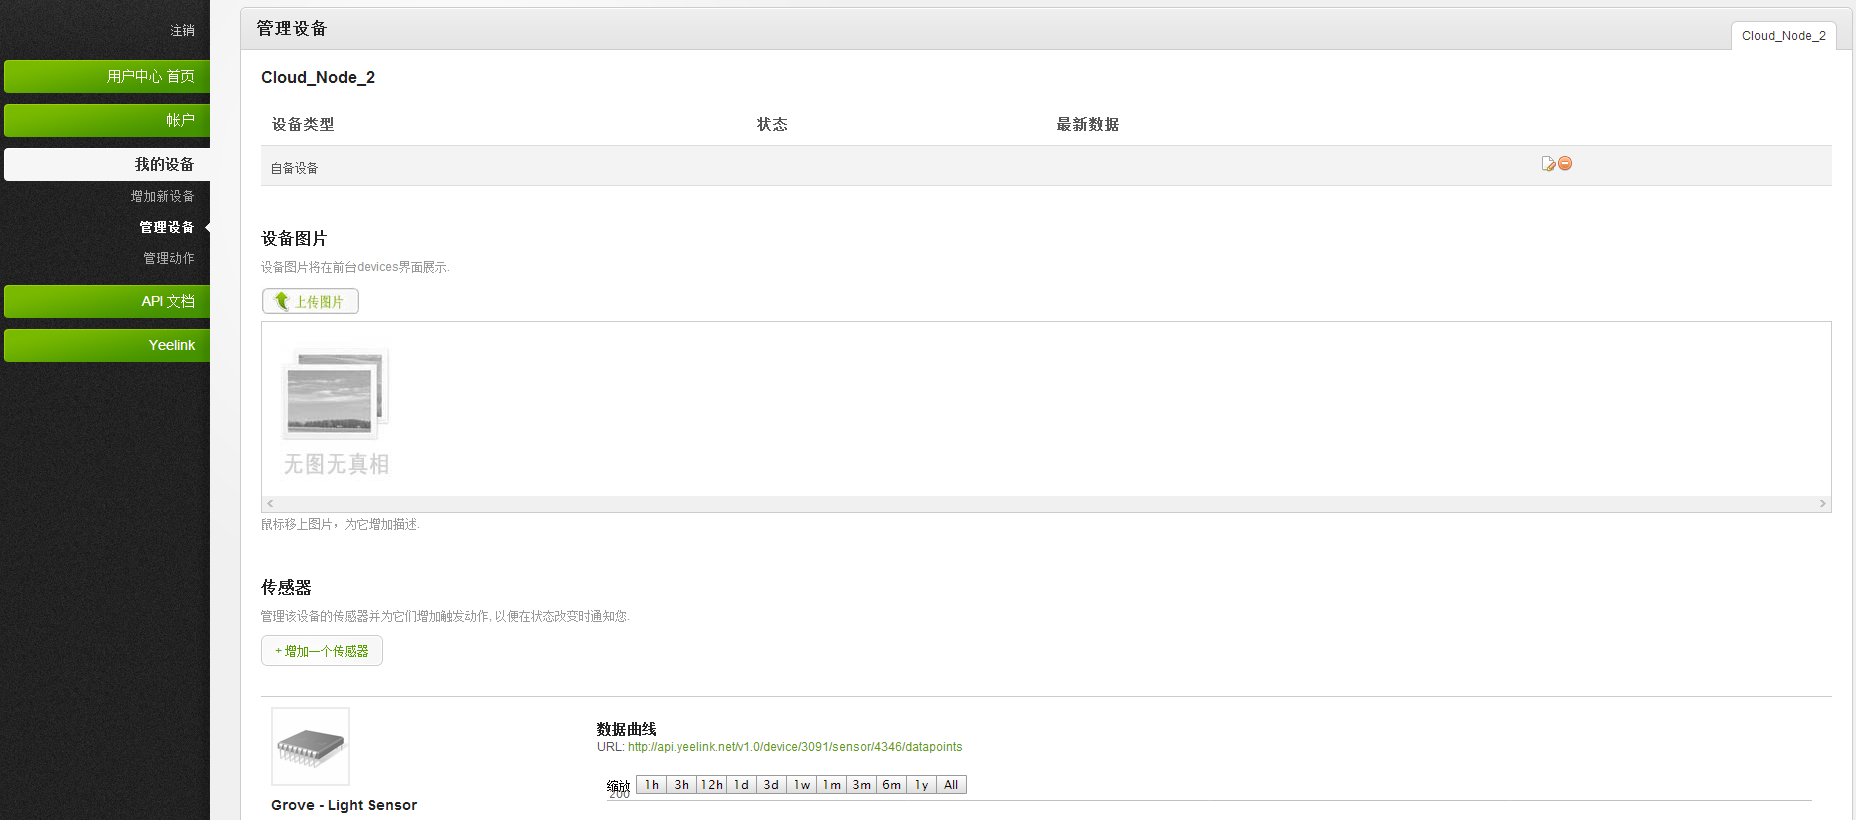 注销
用户中心 首页
帐户
我的设备
增加新设备
管理设备
管理动作
API 文档
Yeelink
管理设备
Cloud_Node_2
Cloud_Node_2
设备类型 状态 最新数据
自备设备
设备图片
设备图片将在前台devices界面展示.
上传图片
无图无真相
鼠标移上图片，为它增加描述.
传感器
管理该设备的传感器并为它们增加触发动作, 以便在状态改变时通知您.
+ 增加一个传感器
数据曲线
URL: http://api.yeelink.net/v1.0/device/3091/sensor/4346/datapoints
缩放 1h 3h 12h 1d 3d 1w 1m 3m 6m 1y All
200
Grove - Light Sensor